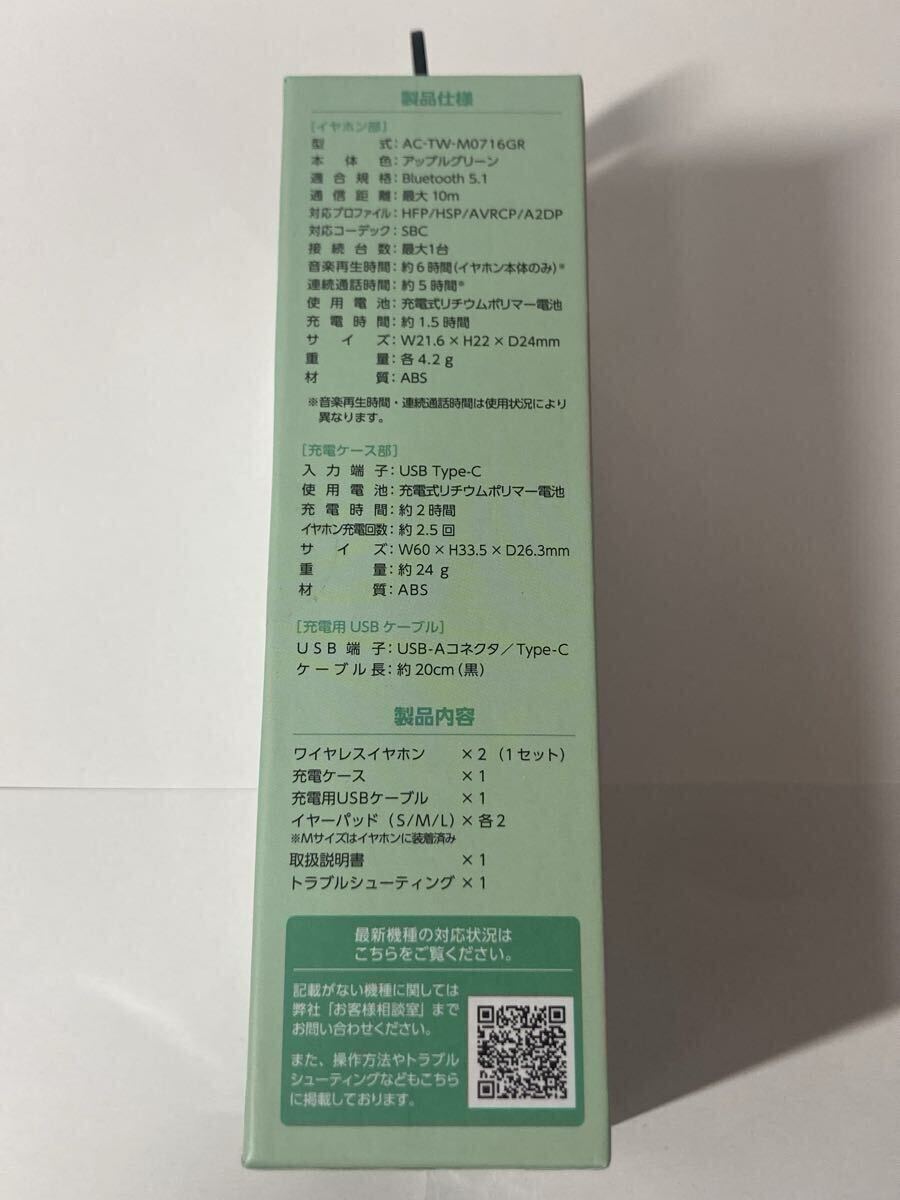 製品仕様
[イヤホン部]
型式:AC-TW-M0716GR
本体色:アップルグリーン
適合規格:Bluetooth 5.1
通信距離:最大10m
対応プロファイル:HFP/HSP/AVRCP/A2DP
対応コーデック:SBC
接続台数:最大1台
音楽再生時間:約6時間(イヤホン本体のみ)※
連続通話時間:約5時間※
使用電池:充電式リチウムポリマー電池
充電時間:約1.5時間
サイズ:W21.6×H22×D24mm
重量:各4.2g
材質:ABS
※音楽再生時間・連続通話時間は使用状況により
異なります。
[充電ケース部]
入力端子:USB Type-C
使用電池:充電式リチウムポリマー電池
充電時間:約2時間
イヤホン充電回数:約2.5回
サイズ:W60×H33.5×D26.3mm
重量:約24g
材質:ABS
[充電用USBケーブル]
USB端子:USB-Aコネクタ/Type-C
ケーブル長:約20cm(黒)
製品内容
ワイヤレスイヤホン ×2 (1セット)
充電ケース ×1
充電用USBケーブル ×1
イヤーパッド(S/M/L)×各2
※Mサイズはイヤホンに装着済み
取扱説明書 ×1
トラブルシューティング ×1
最新機種の対応状況は
こちらをご覧ください。
記載がない機種に関しては
弊社「お客様相談室」まで
お問い合わせください。
また、操作方法やトラブル
シューティングなどもこちら
に掲載しております。